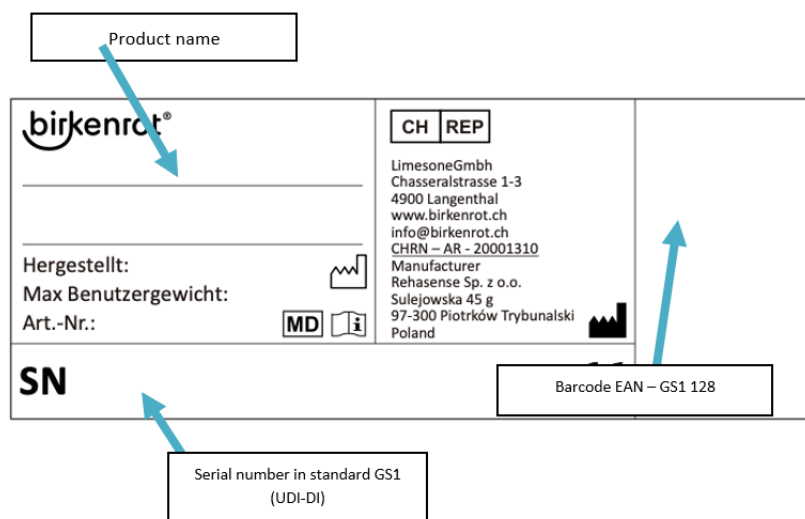 Product name
birkenrot®
Hergestellt:
Max Benutzergewicht:
Art.-Nr.:
MD
CH REP
LimesoneGmbh
Chasseralstrasse 1-3
4900 Langenthal
www.birkenrot.ch
info@birkenrot.ch
CHRN – AR - 20001310
Manufacturer
Rehasense Sp. z o.o.
Sulejowska 45 g
97-300 Piotrków Trybunalski
Poland
SN
Barcode EAN – GS1 128
Serial number in standard GS1
(UDI-DI)